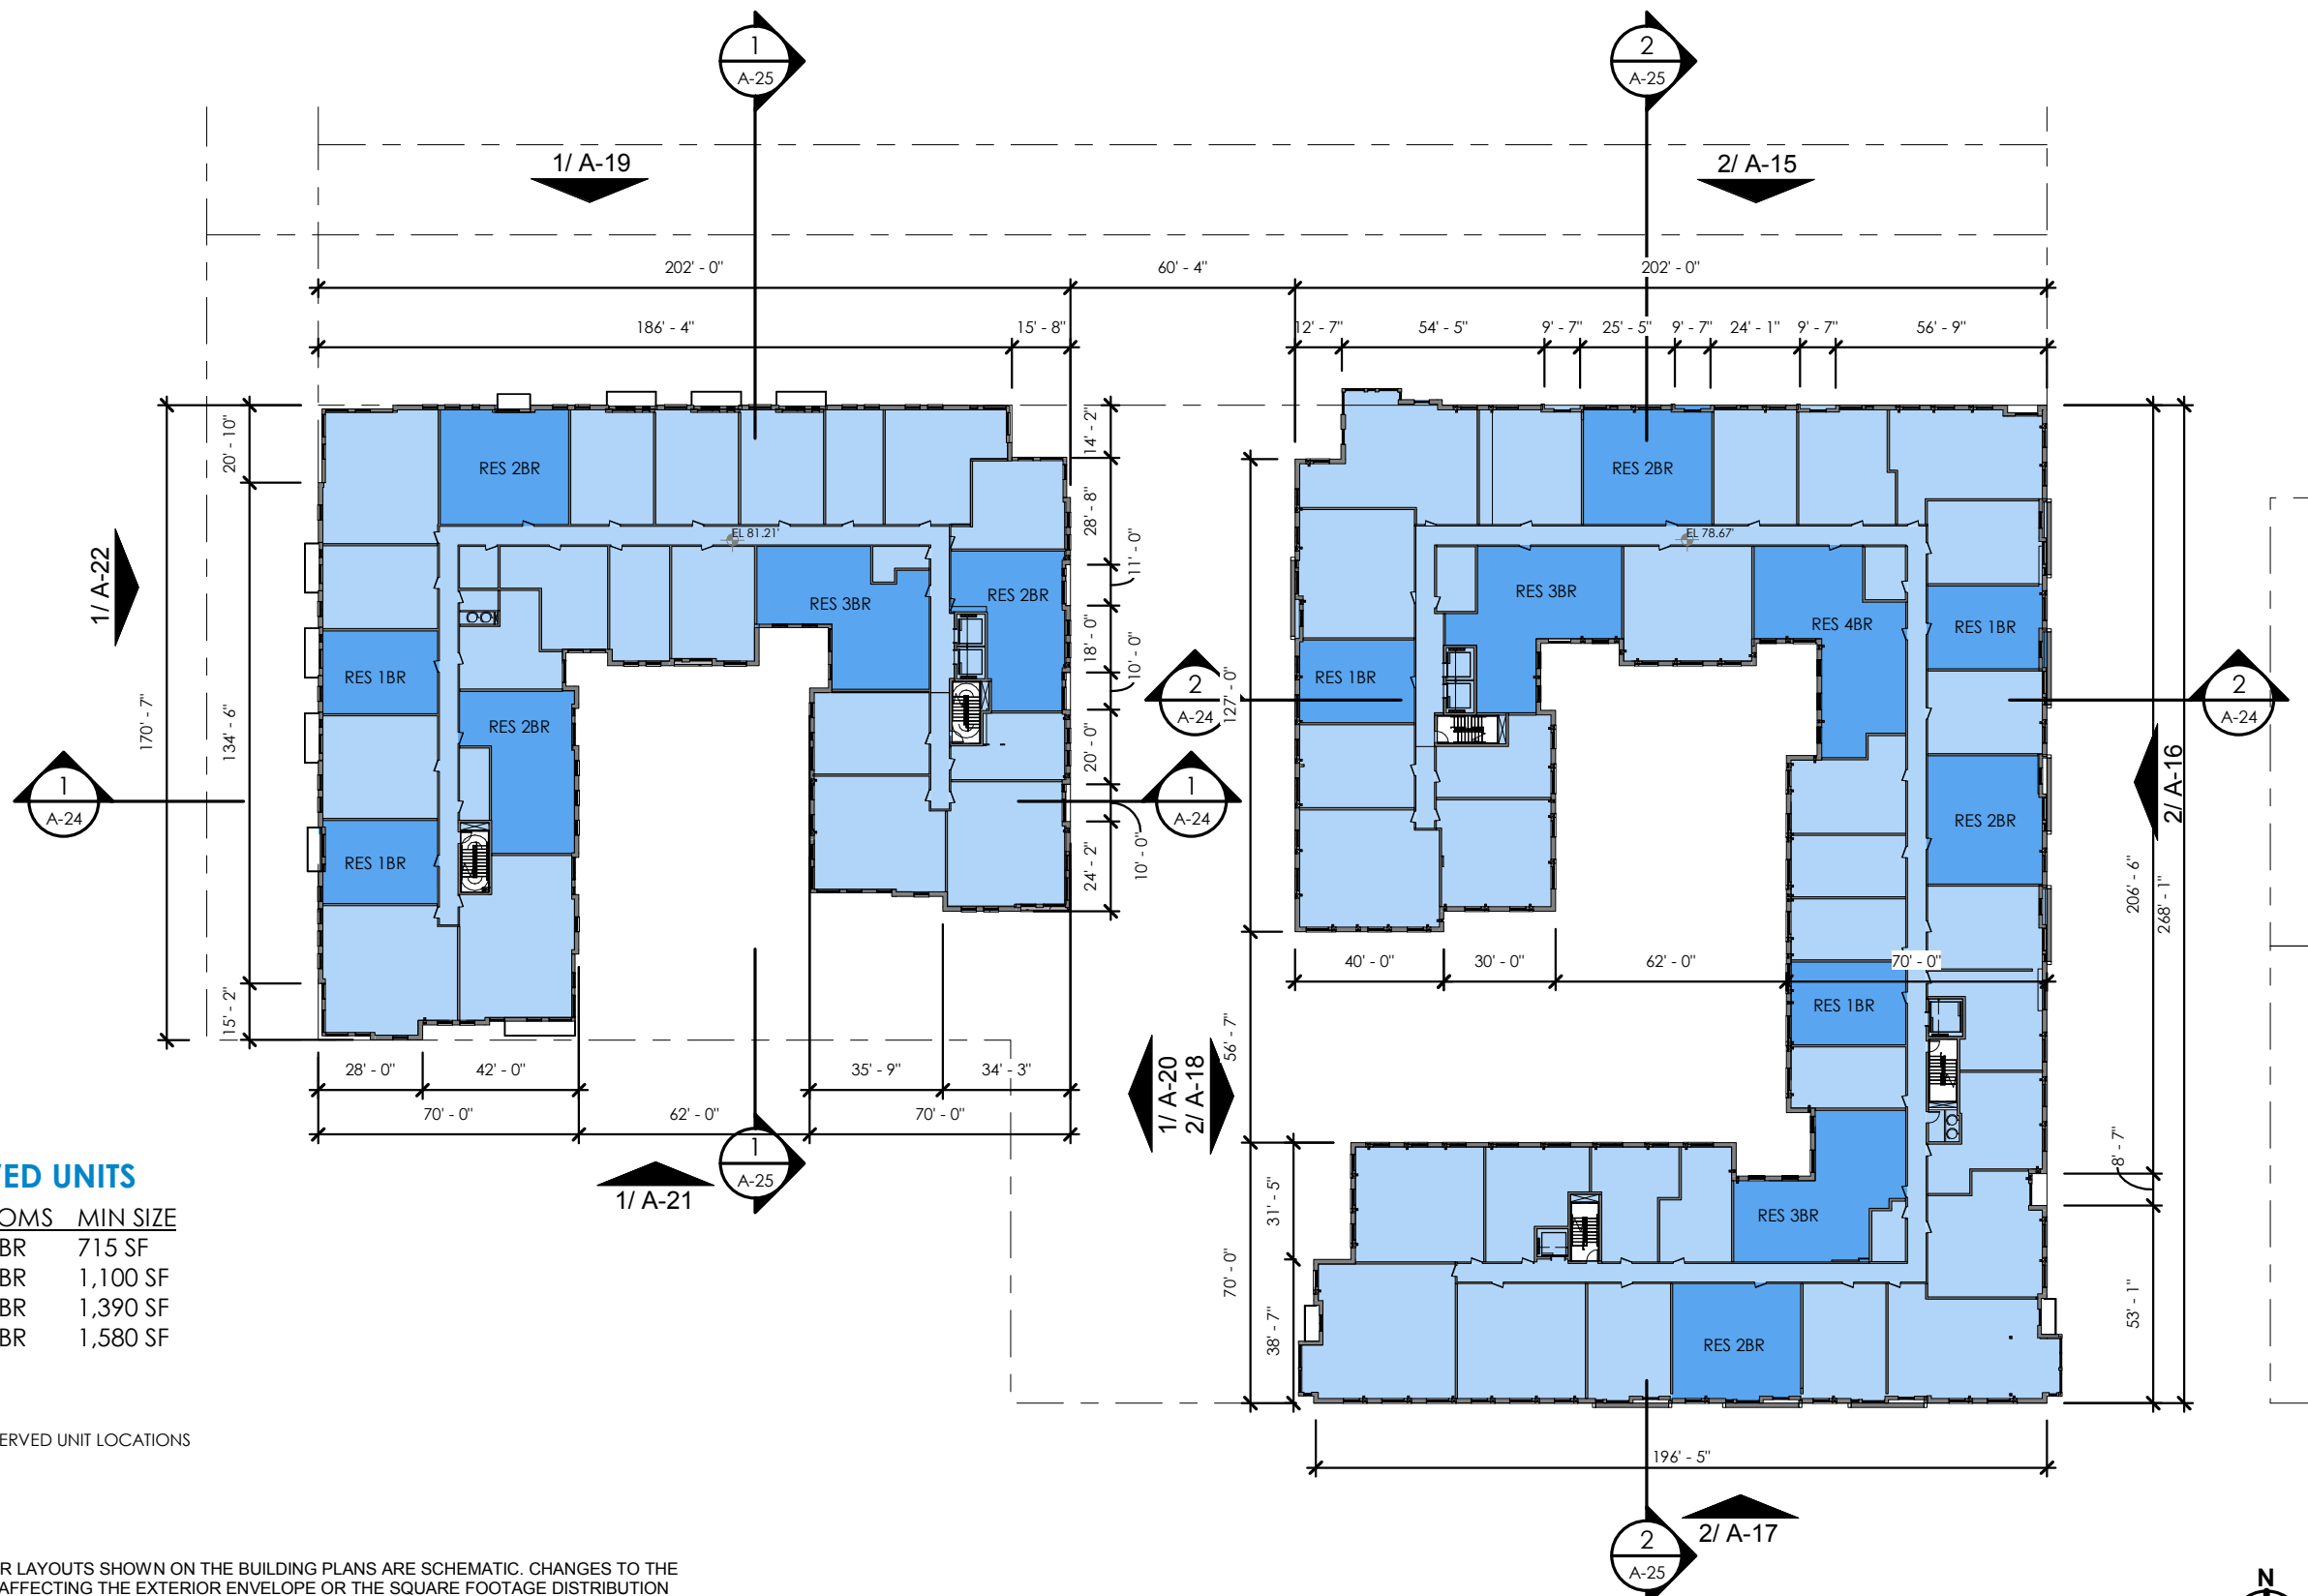 1
A-25
2
A-25
1/ A-19
2/ A-15
202' - 0"
60' - 4"
202' - 0"
186' - 4"
15' - 8"
12' - 7"
54' - 5"
9' - 7"
25' - 5"
9' - 7"
24' - 1"
9' - 7"
56' - 9"
20' - 10"
14' - 2"
RES 2BR
RES 2BR
28' - 8"
EL 81.21'
EL 78.67'
1/ A-22
11' - 0"
RES 3BR
RES 2BR
RES 3BR
RES 4BR
RES 1BR
18' - 0"
10' - 0"
RES 1BR
RES 1BR
2
A-24
127' - 0"
2
A-24
170' - 7"
134' - 6"
RES 2BR
20' - 0"
2/ A-16
1
A-24
1
A-24
RES 2BR
RES 1BR
10' - 0"
24' - 2"
206' - 6"
268' - 1"
40' - 0"
30' - 0"
62' - 0"
70' - 0"
15' - 2"
RES 1BR
56' - 7"
28' - 0"
42' - 0"
35' - 9"
34' - 3"
1/ A-20
2/ A-18
70' - 0"
62' - 0"
70' - 0"
1
A-25
1/ A-21
8' - 7"
VED UNITS
OMS MIN SIZE
BR 715 SF
BR 1,100 SF
BR 1,390 SF
BR 1,580 SF
31' - 5"
RES 3BR
70' - 0"
38' - 7"
RES 2BR
53' - 1"
ERVED UNIT LOCATIONS
196' - 5"
2/ A-17
2
A-25
R LAYOUTS SHOWN ON THE BUILDING PLANS ARE SCHEMATIC. CHANGES TO THE
AFFECTING THE EXTERIOR ENVELOPE OR THE SQUARE FOOTAGE DISTRIBUTION
N